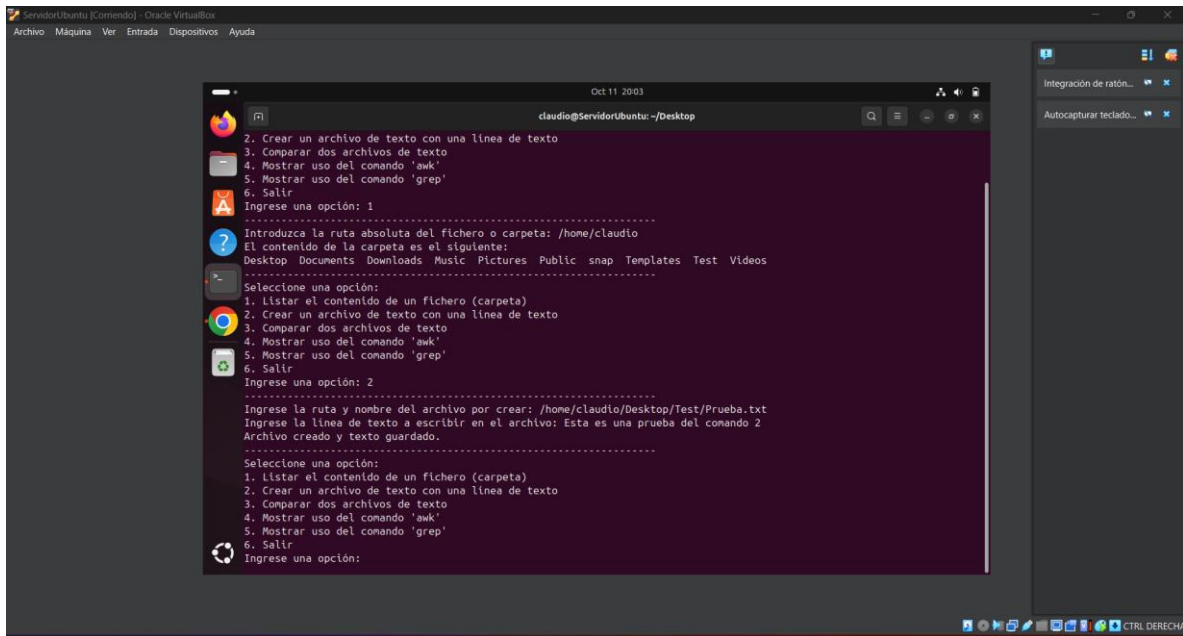 ServidorUbuntu [Corriendo] - Oracle VirtualBox
Archivo Máquina Ver Entrada Dispositivos Ayuda
Integración de ratón...
Autocapturar teclado...
Oct 11 20:03
claudio@ServidorUbuntu: ~/Desktop
2. Crear un archivo de texto con una linea de texto
3. Comparar dos archivos de texto
4. Mostrar uso del comando 'awk'
5. Mostrar uso del comando 'grep'
6. Salir
Ingrese una opción: 1
------------------------------------------------------------------
Introduzca la ruta absoluta del fichero o carpeta: /home/claudio
El contenido de la carpeta es el siguiente:
Desktop Documents Downloads Music Pictures Public snap Templates Test Videos
------------------------------------------------------------------
Seleccione una opción:
1. Listar el contenido de un fichero (carpeta)
2. Crear un archivo de texto con una linea de texto
3. Comparar dos archivos de texto
4. Mostrar uso del comando 'awk'
5. Mostrar uso del comando 'grep'
6. Salir
Ingrese una opción: 2
------------------------------------------------------------------
Ingrese la ruta y nombre del archivo por crear: /home/claudio/Desktop/Test/Prueba.txt
Ingrese la linea de texto a escribir en el archivo: Esta es una prueba del comando 2
Archivo creado y texto guardado.
------------------------------------------------------------------
Seleccione una opción:
1. Listar el contenido de un fichero (carpeta)
2. Crear un archivo de texto con una linea de texto
3. Comparar dos archivos de texto
4. Mostrar uso del comando 'awk'
5. Mostrar uso del comando 'grep'
6. Salir
Ingrese una opción:
CTRL DERECHA